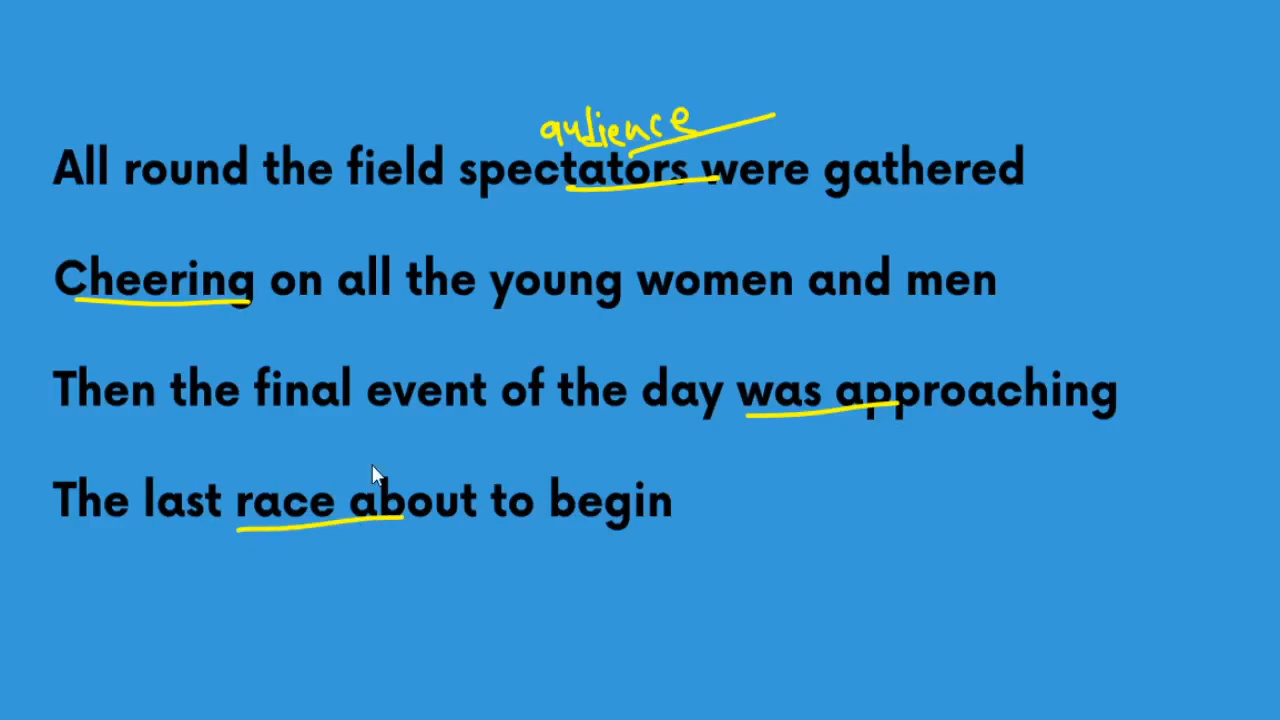 audience
All round the field spectators were gathered
Cheering on all the young women and men
Then the final event of the day was approaching
The last race about to begin